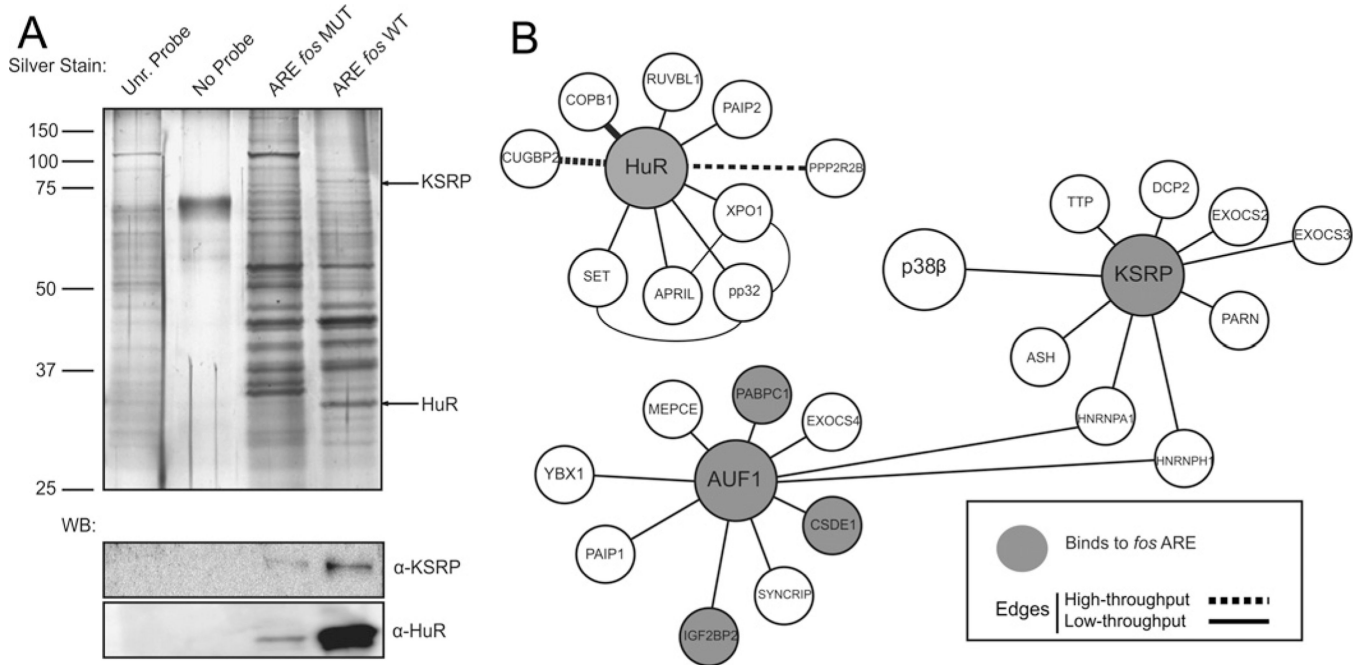 A
Silver Stain:
Unr. Probe
No Probe
ARE fos MUT
ARE fos WT
150
100
75
50
37
25
KSRP
HuR
WB:
α-KSRP
α-HuR
B
RUVBL1
COPB1
PAIP2
CUGBP2
HuR
PPP2R2B
XPO1
SET
APRIL
pp32
TTP
DCP2
EXOCS2
EXOCS3
p38β
KSRP
PARN
ASH
HNRNPA1
HNRNPH1
PABPC1
MEPCE
EXOCS4
YBX1
AUF1
CSDE1
PAIP1
SYNCRIP
IGF2BP2
Binds to fos ARE
Edges
High-throughput
Low-throughput